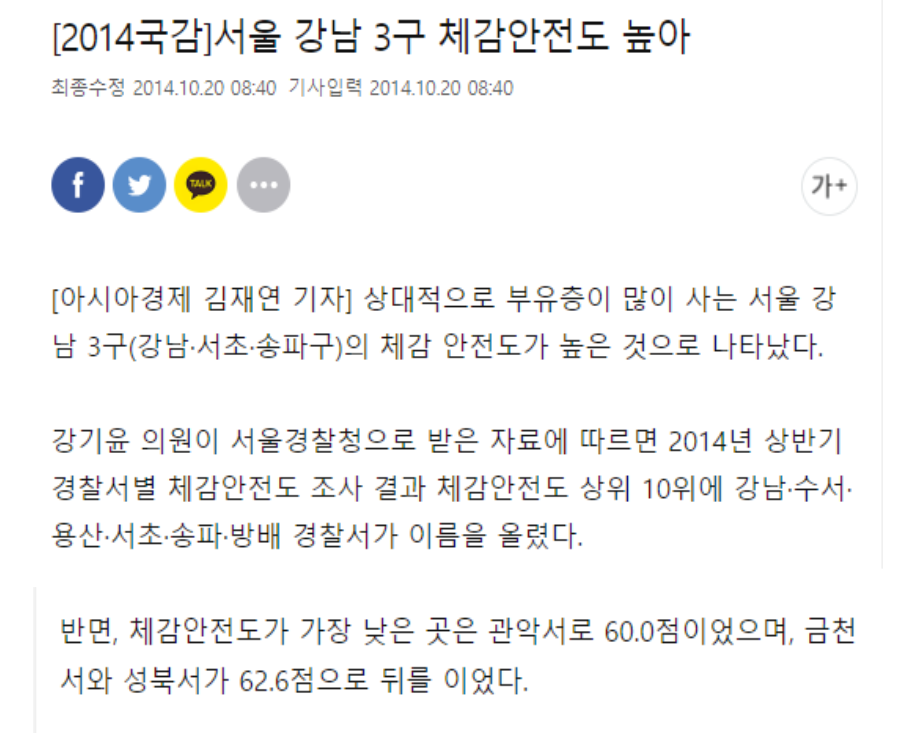 [2014국감]서울 강남 3구 체감안전도 높아
최종수정 2014.10.20 08:40 기사입력 2014.10.20 08:40
f TALK 가+
[아시아경제 김재연 기자] 상대적으로 부유층이 많이 사는 서울 강
남 3구(강남·서초·송파구)의 체감 안전도가 높은 것으로 나타났다.
강기윤 의원이 서울경찰청으로 받은 자료에 따르면 2014년 상반기
경찰서별 체감안전도 조사 결과 체감안전도 상위 10위에 강남·수서·
용산·서초·송파·방배 경찰서가 이름을 올렸다.
반면, 체감안전도가 가장 낮은 곳은 관악서로 60.0점이었으며, 금천
서와 성북서가 62.6점으로 뒤를 이었다.